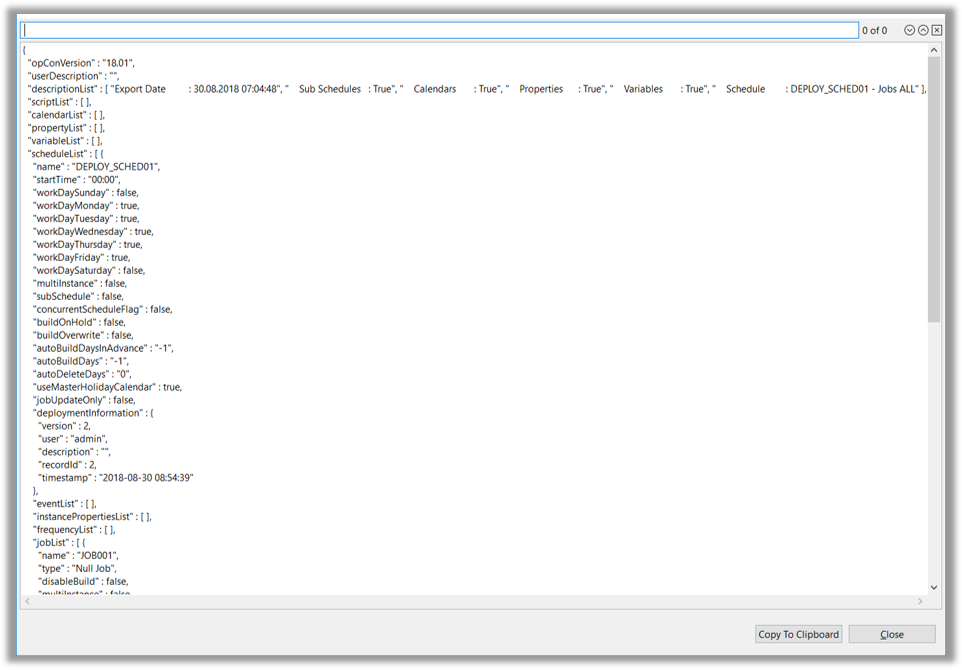 0 of 0
{
"opConVersion" : "18.01",
"userDescription" : "",
"descriptionList" : [ "Export Date : 30.08.2018 07:04:48", " Sub Schedules : True", " Calendars : True", " Properties : True", " Variables : True", " Schedule : DEPLOY_SCHED01 - Jobs ALL" ],
"scriptList" : [ ],
"calendarList" : [ ],
"propertyList" : [ ],
"variableList" : [ ],
"scheduleList" : [ {
"name" : "DEPLOY_SCHED01",
"startTime" : "00:00",
"workDaySunday" : false,
"workDayMonday" : true,
"workDayTuesday" : true,
"workDayWednesday" : true,
"workDayThursday" : true,
"workDayFriday" : true,
"workDaySaturday" : false,
"multiInstance" : false,
"subSchedule" : false,
"concurrentScheduleFlag" : false,
"buildOnHold" : false,
"buildOverwrite" : false,
"autoBuildDaysInAdvance" : "-1",
"autoBuildDays" : "-1",
"autoDeleteDays" : "0",
"useMasterHolidayCalendar" : true,
"jobUpdateOnly" : false,
"deploymentInformation" : {
"version" : 2,
"user" : "admin",
"description" : "",
"recordId" : 2,
"timestamp" : "2018-08-30 08:54:39"
},
"eventList" : [ ],
"instancePropertiesList" : [ ],
"frequencyList" : [ ],
"jobList" : [ {
"name" : "JOB001",
"type" : "Null Job",
"disableBuild" : false,
"multiInstance" : false
Copy To Clipboard
Close